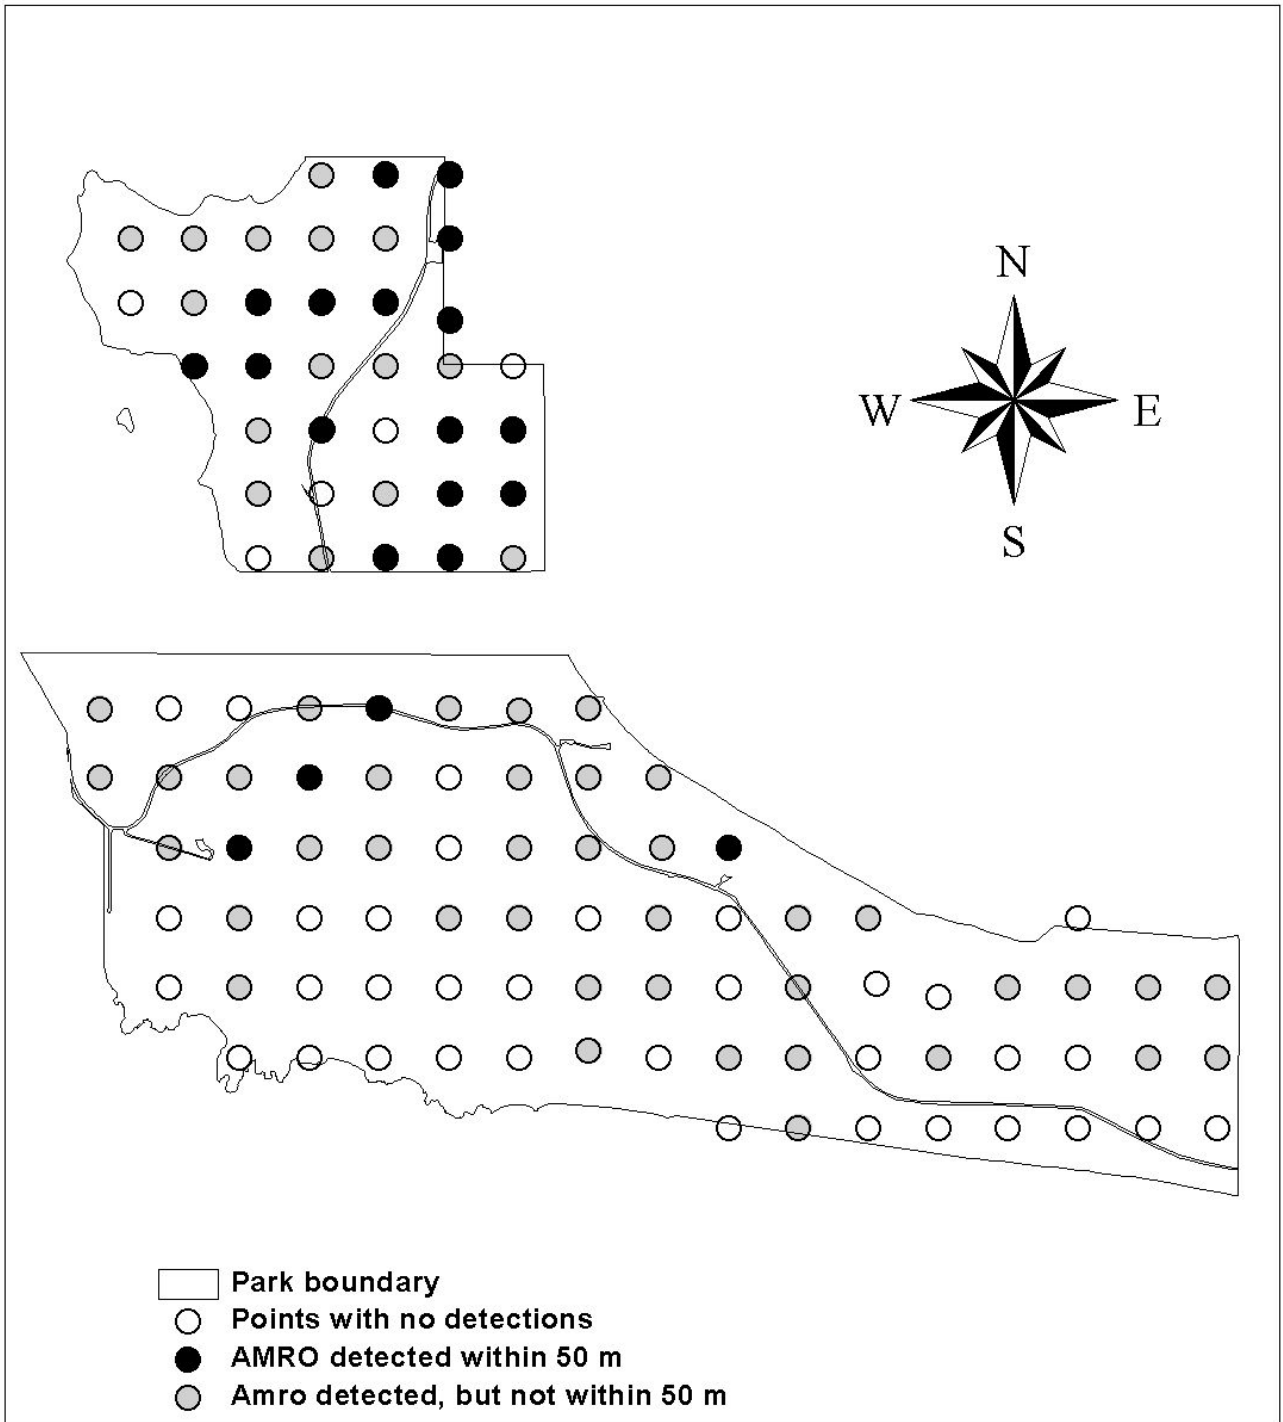 N
W E
S
Park boundary
Points with no detections
AMRO detected within 50 m
Amro detected, but not within 50 m